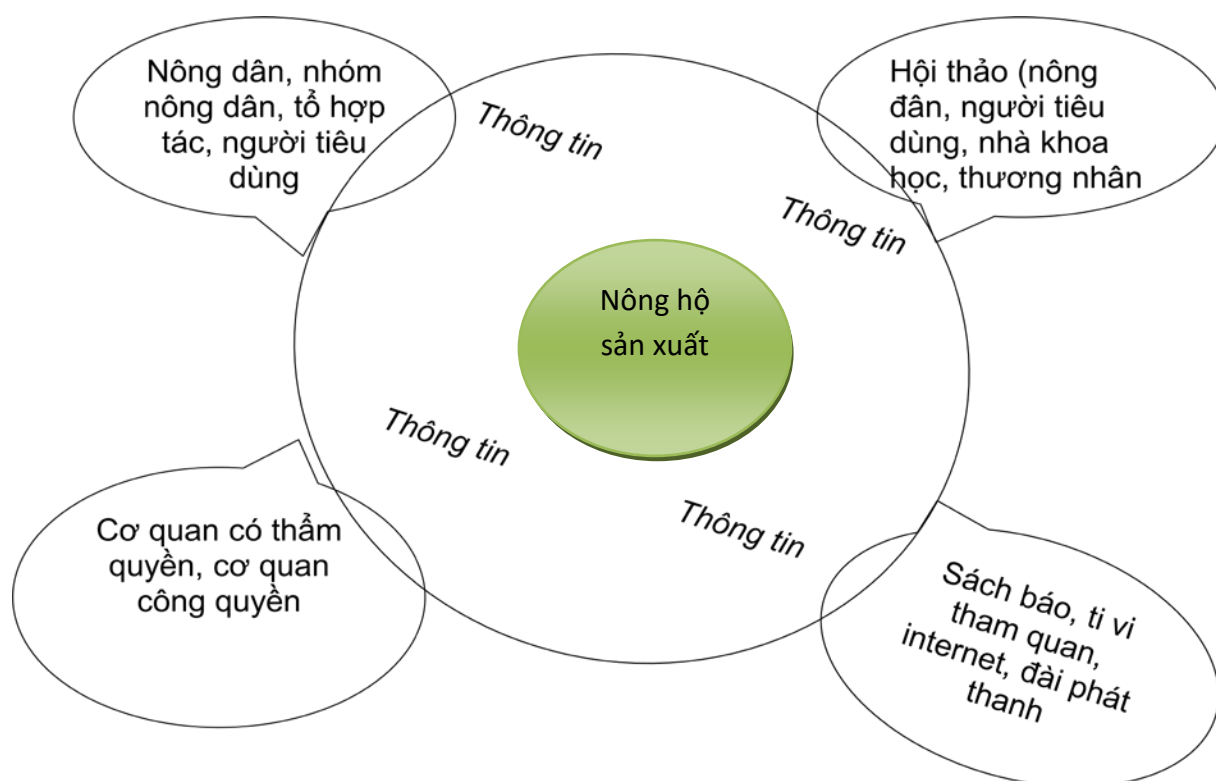 Nông dân, nhóm
nông dân, tổ hợp
tác, người tiêu
dùng
Thông tin
Hội thảo (nông
đân, người tiêu
dùng, nhà khoa
học, thương nhân
Thông tin
Nông hộ
sản xuất
Thông tin
Thông tin
Cơ quan có thẩm
quyền, cơ quan
công quyền
Sách báo, ti vi
tham quan,
internet, đài phát
thanh